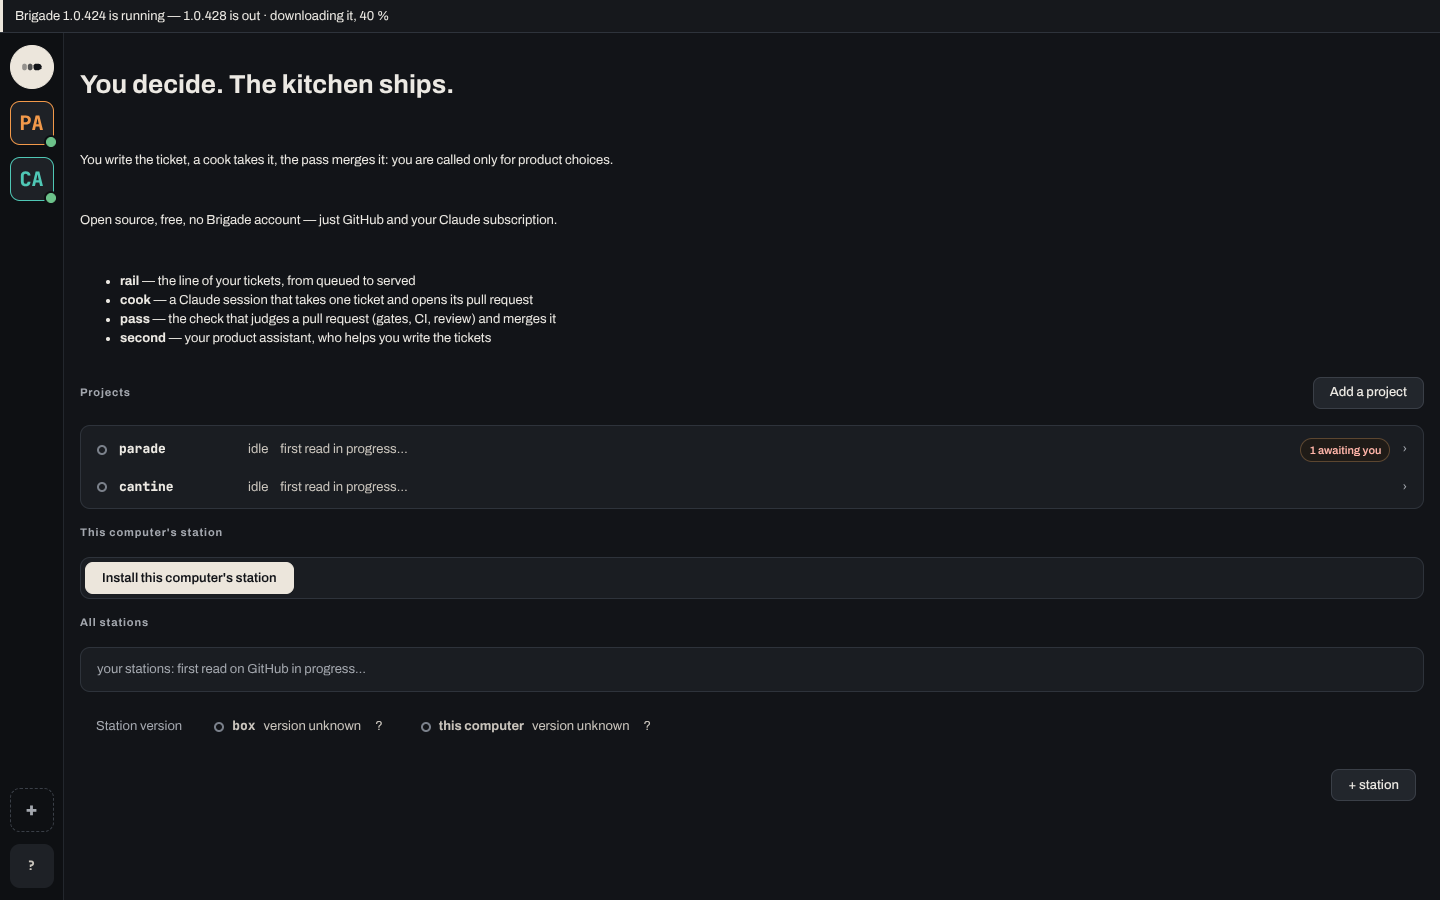 Brigade 1.0.424 is running — 1.0.428 is out · downloading it, 40 %
PA
CA
You decide. The kitchen ships.
You write the ticket, a cook takes it, the pass merges it: you are called only for product choices.
Open source, free, no Brigade account — just GitHub and your Claude subscription.
• rail — the line of your tickets, from queued to served
• cook — a Claude session that takes one ticket and opens its pull request
• pass — the check that judges a pull request (gates, CI, review) and merges it
• second — your product assistant, who helps you write the tickets
Projects
Add a project
parade idle first read in progress... 1 awaiting you ›
cantine idle first read in progress... ›
This computer's station
Install this computer's station
All stations
your stations: first read on GitHub in progress...
Station version box version unknown ? this computer version unknown ?
+ station
+
?